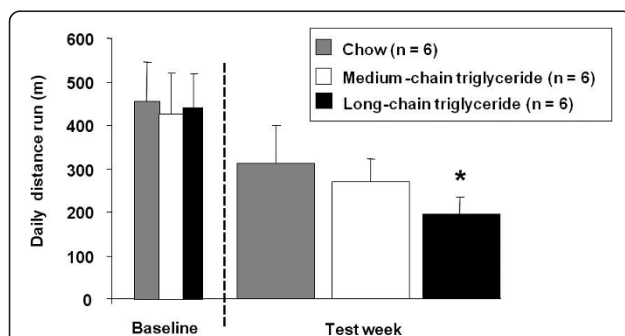 600
500
400
300
200
100
0
Daily distance run (m)
Chow (n = 6)
Medium-chain triglyceride (n = 6)
Long-chain triglyceride (n = 6)
*
Baseline
Test week